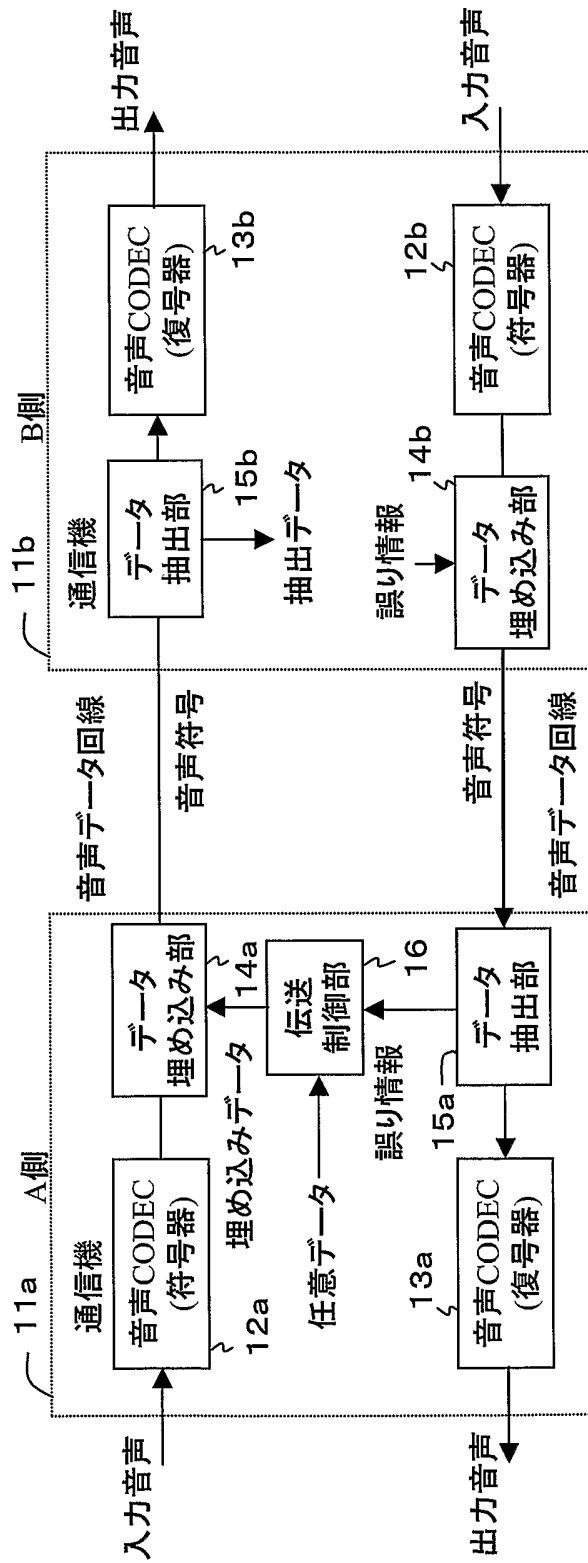 11a
A側
通信機
入力音声
音声CODEC
(符号器)
12a
データ
埋め込み部
14a
埋め込みデータ
任意データ
伝送
制御部
16
誤り情報
データ
抽出部
15a
音声CODEC
(復号器)
13a
出力音声
音声データ回線
音声符号
音声符号
音声データ回線
11b
B側
通信機
データ
抽出部
15b
抽出データ
音声CODEC
(復号器)
13b
出力音声
誤り情報
データ
埋め込み部
14b
音声CODEC
(符号器)
12b
入力音声